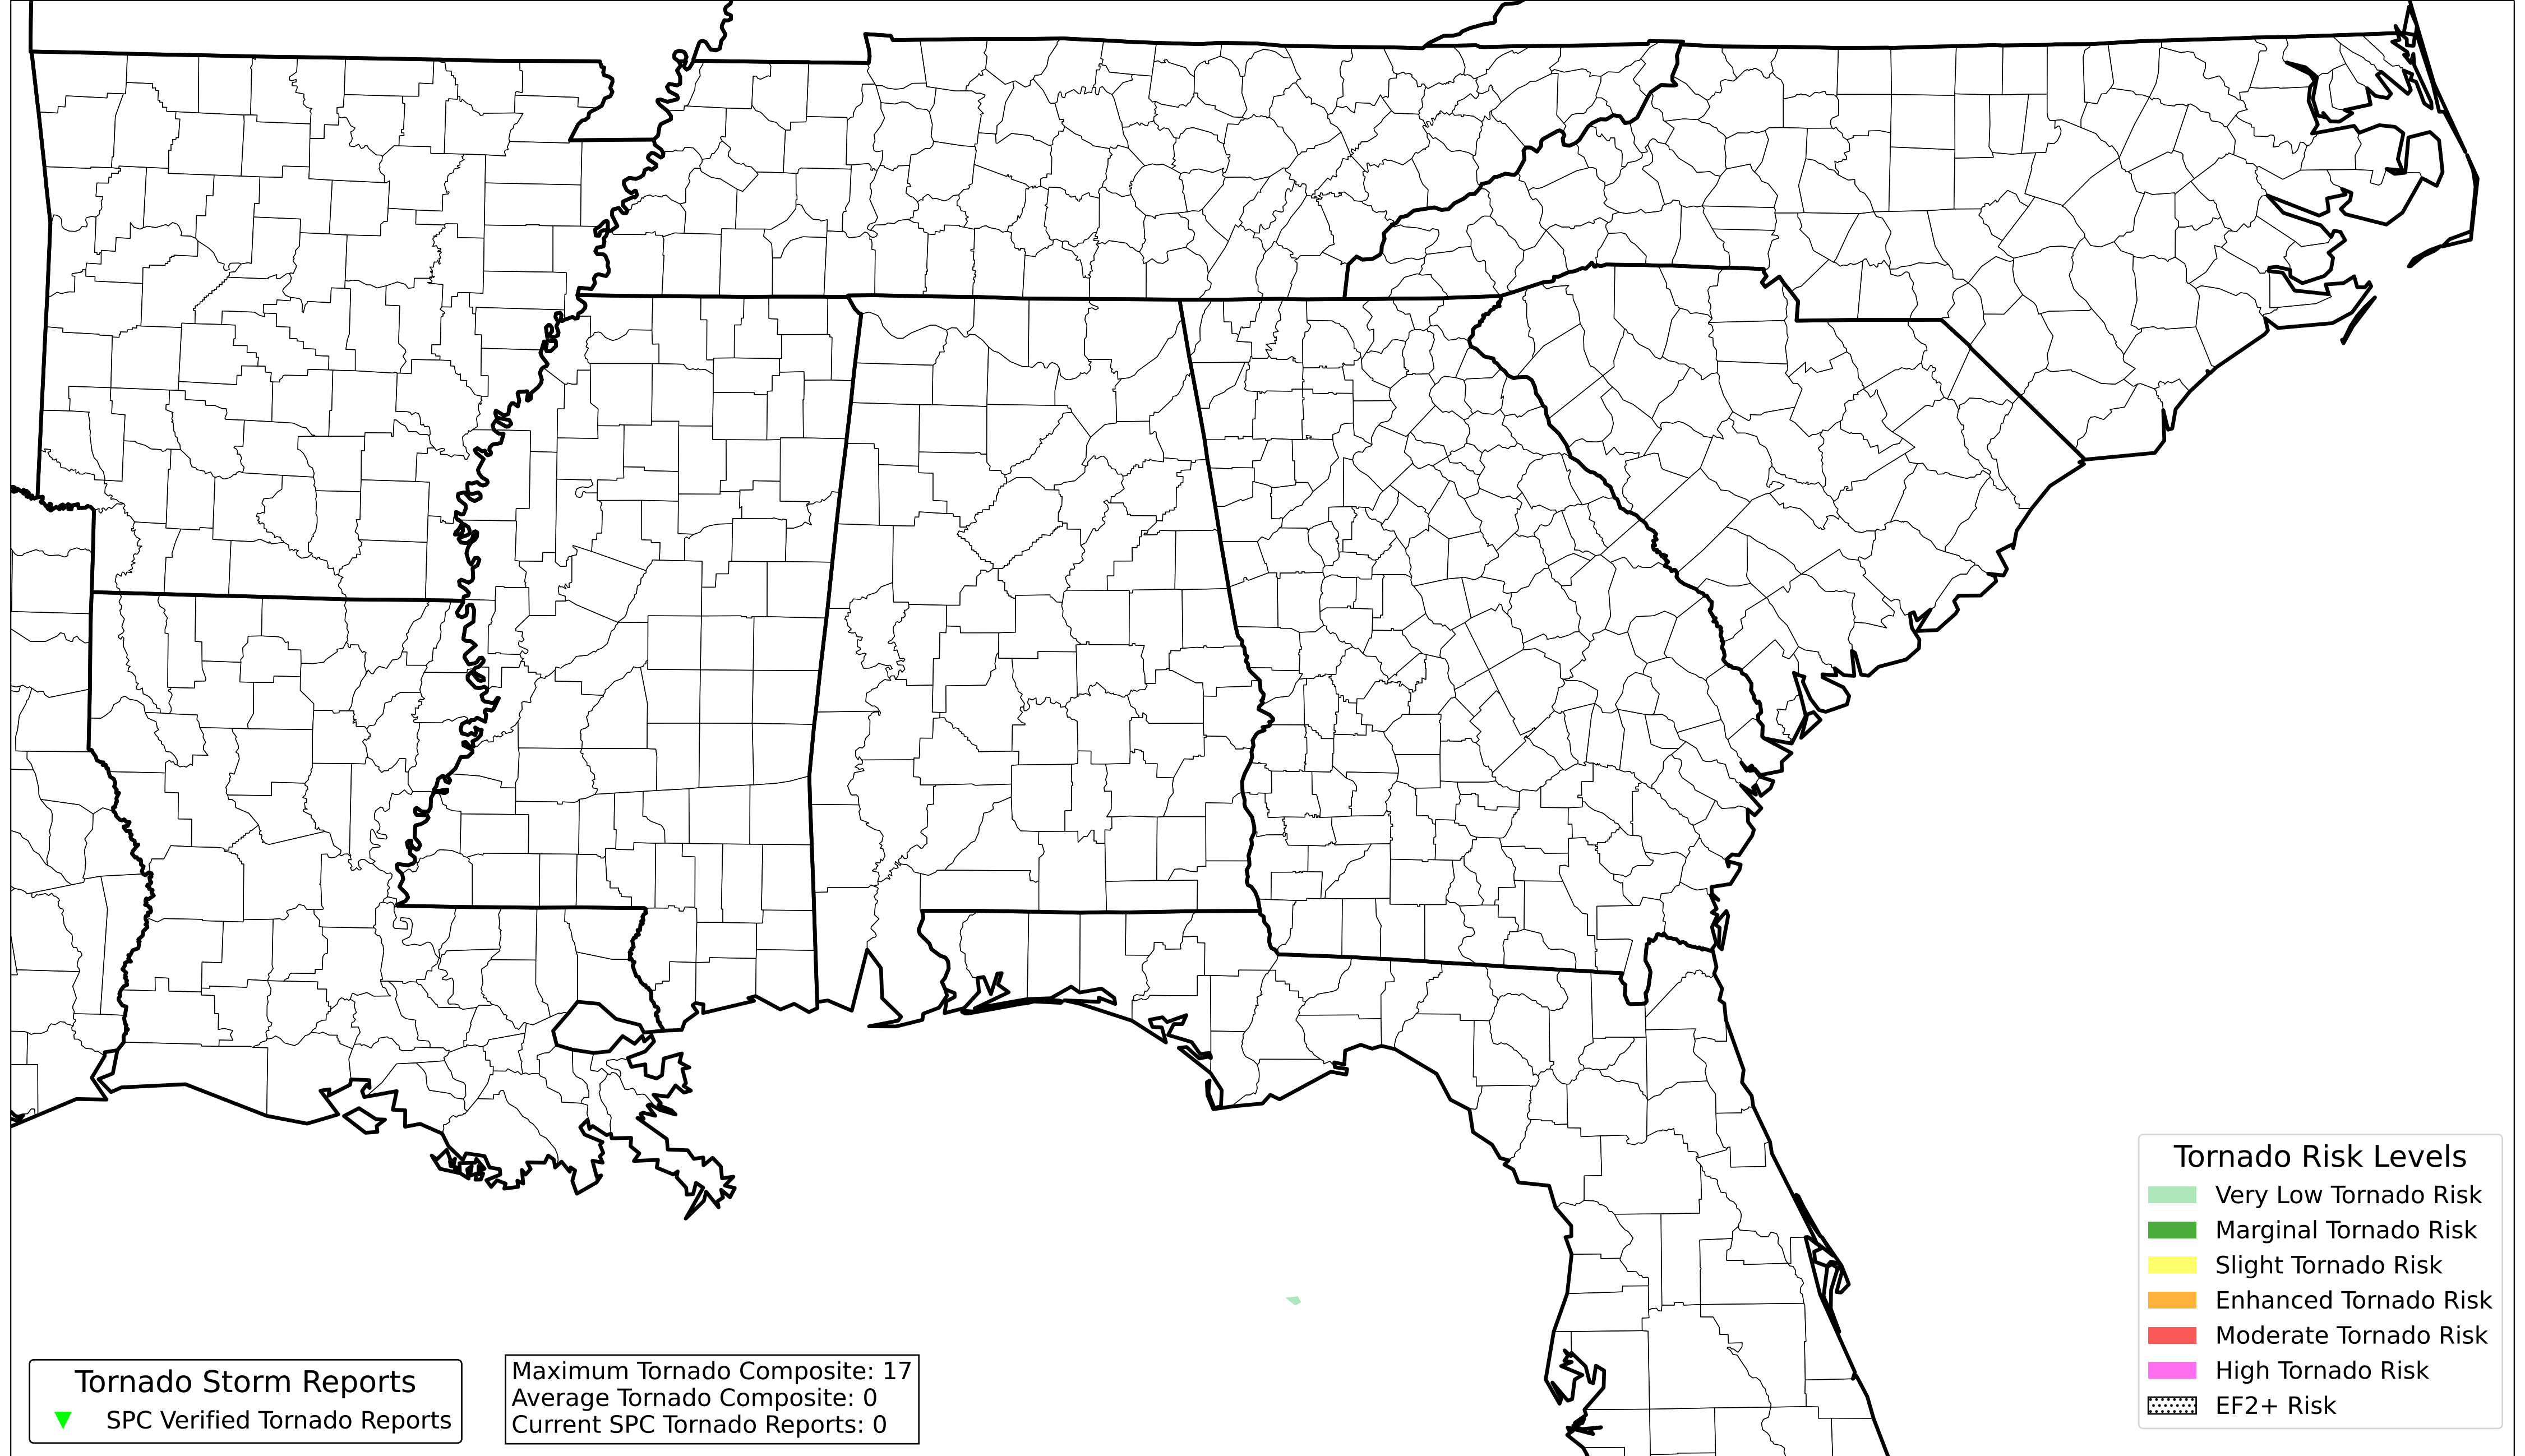 Tornado Storm Reports
SPC Verified Tornado Reports
Maximum Tornado Composite: 17
Average Tornado Composite: 0
Current SPC Tornado Reports: 0
Tornado Risk Levels
Very Low Tornado Risk
Marginal Tornado Risk
Slight Tornado Risk
Enhanced Tornado Risk
Moderate Tornado Risk
High Tornado Risk
EF2+ Risk